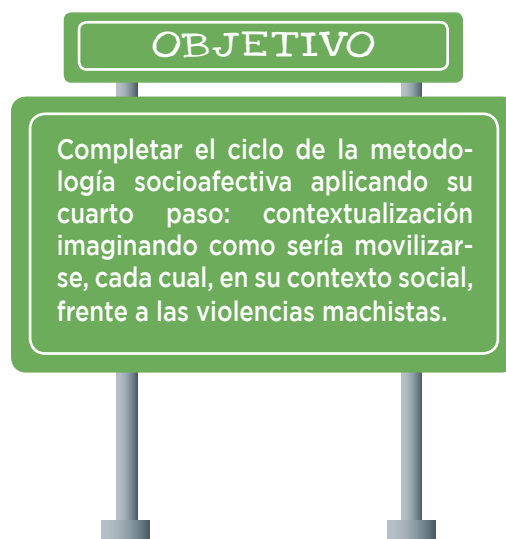 OBJETIVO
Completar el ciclo de la metodo-
logía socioafectiva aplicando su
cuarto paso: contextualización
imaginando como sería movilizar-
se, cada cual, en su contexto social,
frente a las violencias machistas.